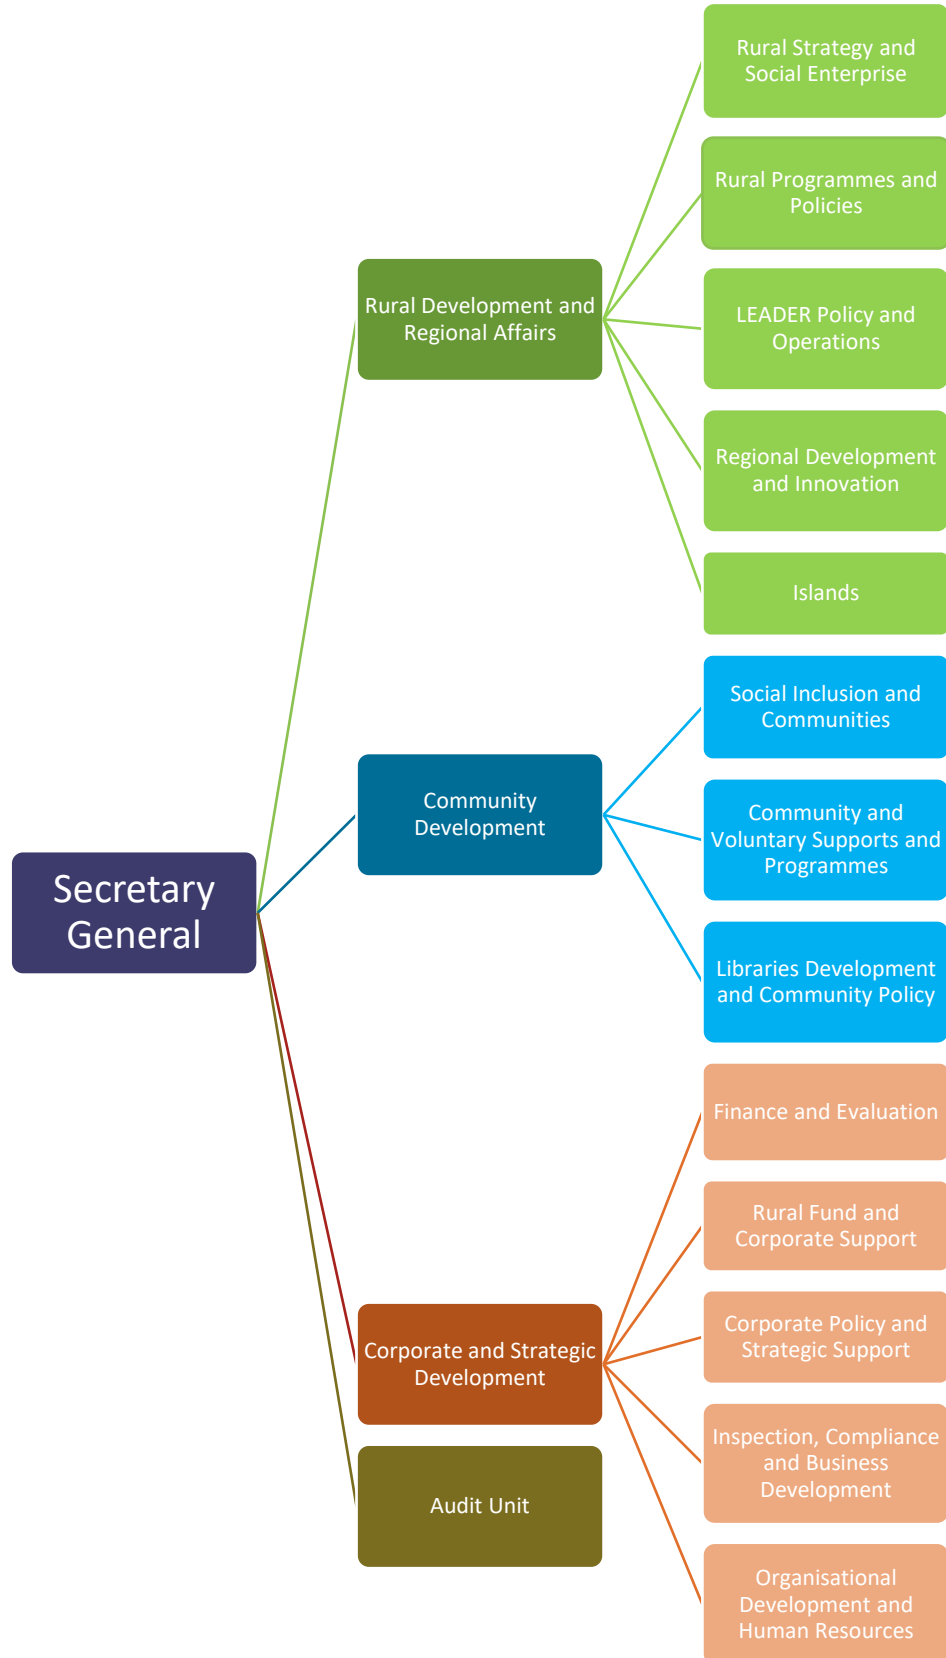 Rural Strategy and
Social Enterprise
Rural Programmes and
Policies
Rural Development and
Regional Affairs
LEADER Policy and
Operations
Regional Development
and Innovation
Islands
Social Inclusion and
Communities
Community
Development
Community and
Voluntary Supports and
Programmes
Secretary
General
Libraries Development
and Community Policy
Finance and Evaluation
Rural Fund and
Corporate Support
Corporate and Strategic
Development
Corporate Policy and
Strategic Support
Inspection, Compliance
and Business
Development
Audit Unit
Organisational
Development and
Human Resources